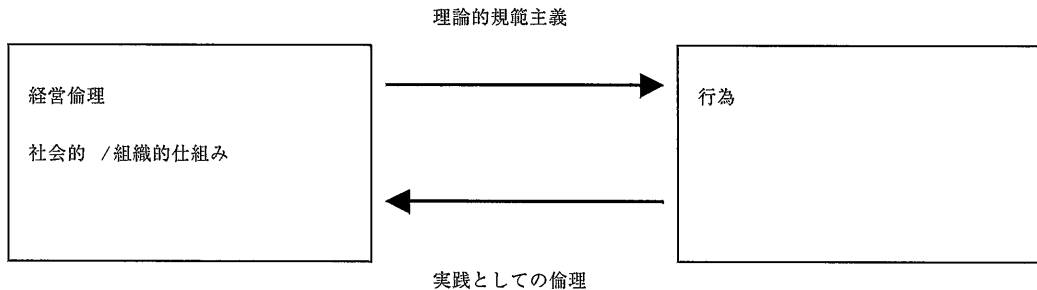 理論的規範主義
経営倫理
行為
社会的 /組織的仕組み
実践としての倫理